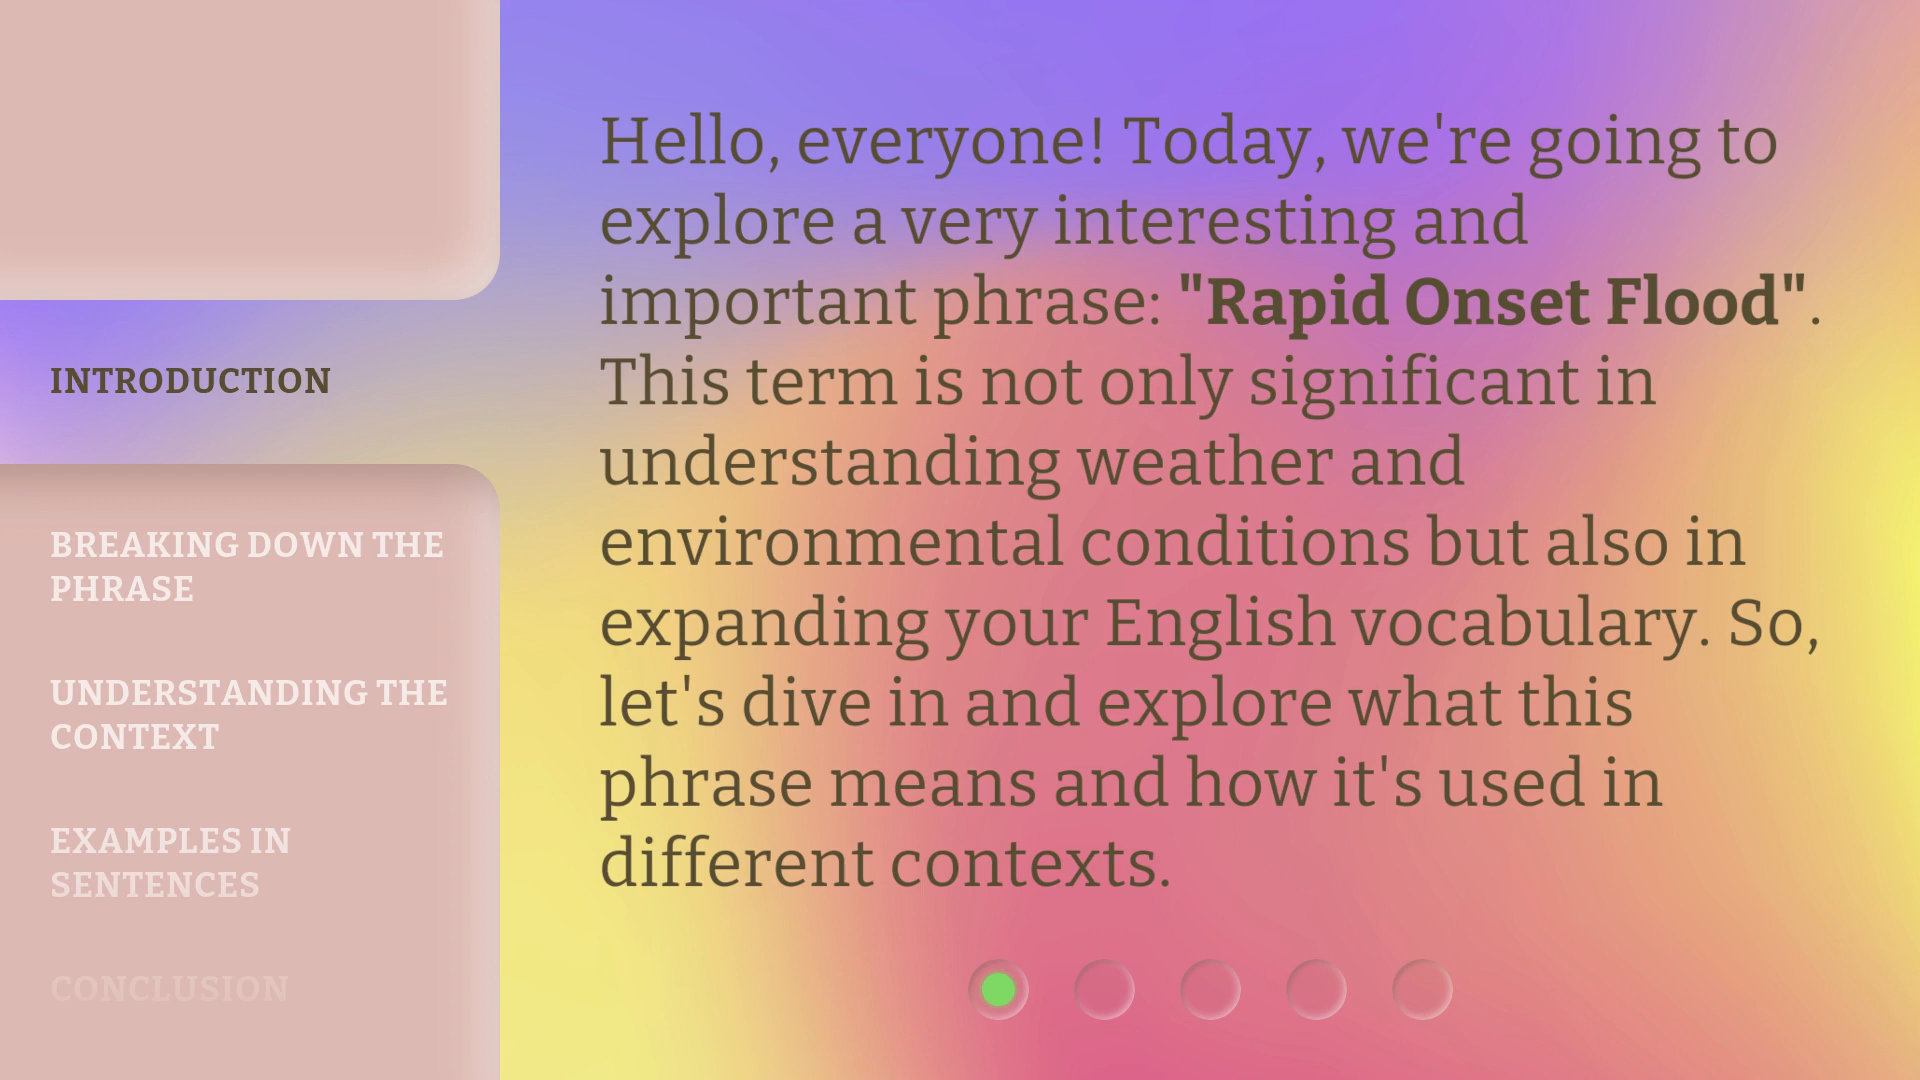 INTRODUCTION
BREAKING DOWN THE
PHRASE
UNDERSTANDING THE
CONTEXT
EXAMPLES IN
SENTENCES
CONCLUSION
Hello, everyone! Today, we're going to
explore a very interesting and
important phrase: "Rapid Onset Flood".
This term is not only significant in
understanding weather and
environmental conditions but also in
expanding your English vocabulary. So,
let's dive in and explore what this
phrase means and how it's used in
different contexts.